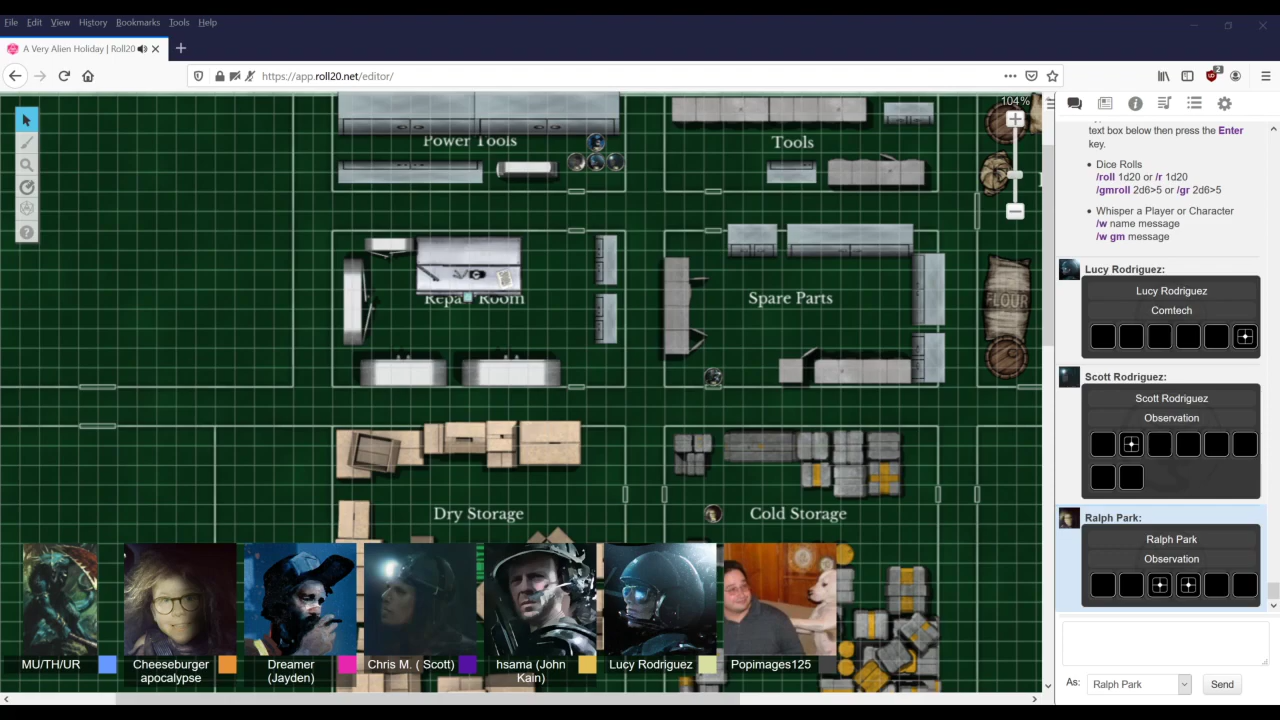 File Edit View History Bookmarks Tools Help
A Very Alien Holiday | Roll20
https://app.roll20.net/editor/
2
104%
Power Tools
Tools
Repair Room
Spare Parts
FLOUR
Dry Storage
Cold Storage
MU/TH/UR
Cheeseburger
apocalypse
Dreamer
(Jayden)
Chris M. ( Scott)
hsama (John
Kain)
Lucy Rodriguez
Popimages125
text box below then press the Enter
key.
Dice Rolls
/roll 1d20 or /r 1d20
/gmroll 2d6>5 or /gr 2d6>5
Whisper a Player or Character
/w name message
/w gm message
Lucy Rodriguez:
Lucy Rodriguez
Comtech
Scott Rodriguez:
Scott Rodriguez
Observation
Ralph Park:
Ralph Park
Observation
As:
Ralph Park
Send